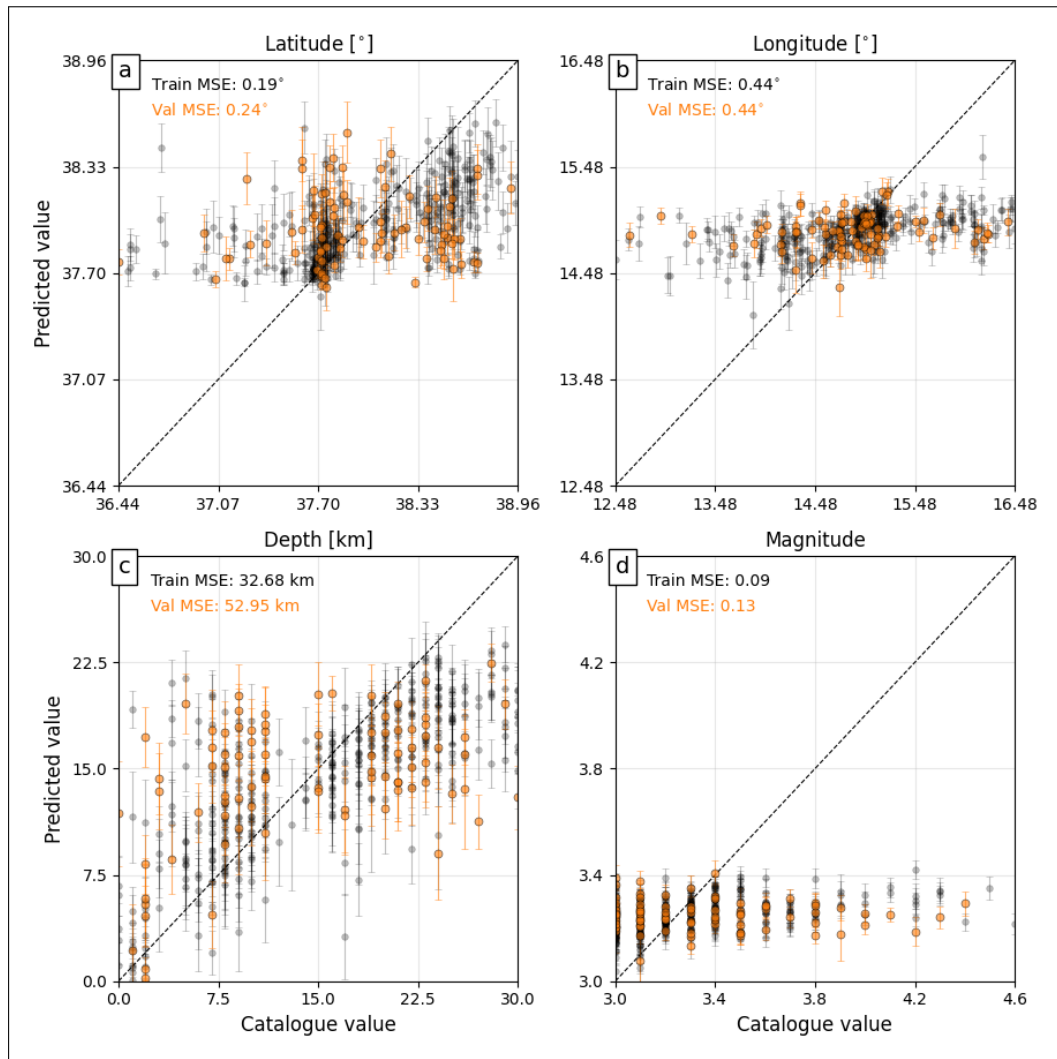 Latitude [°]
a
Train MSE: 0.19°
Val MSE: 0.24°
38.96
38.33
37.70
37.07
36.44
36.44 37.07 37.70 38.33 38.96
Predicted value
Longitude [°]
b
Train MSE: 0.44°
Val MSE: 0.44°
16.48
15.48
14.48
13.48
12.48
12.48 13.48 14.48 15.48 16.48
Depth [km]
c
Train MSE: 32.68 km
Val MSE: 52.95 km
30.0
22.5
15.0
7.5
0.0
0.0 7.5 15.0 22.5 30.0
Predicted value
Catalogue value
Magnitude
d
Train MSE: 0.09
Val MSE: 0.13
4.6
4.2
3.8
3.4
3.0
3.0 3.4 3.8 4.2 4.6
Catalogue value